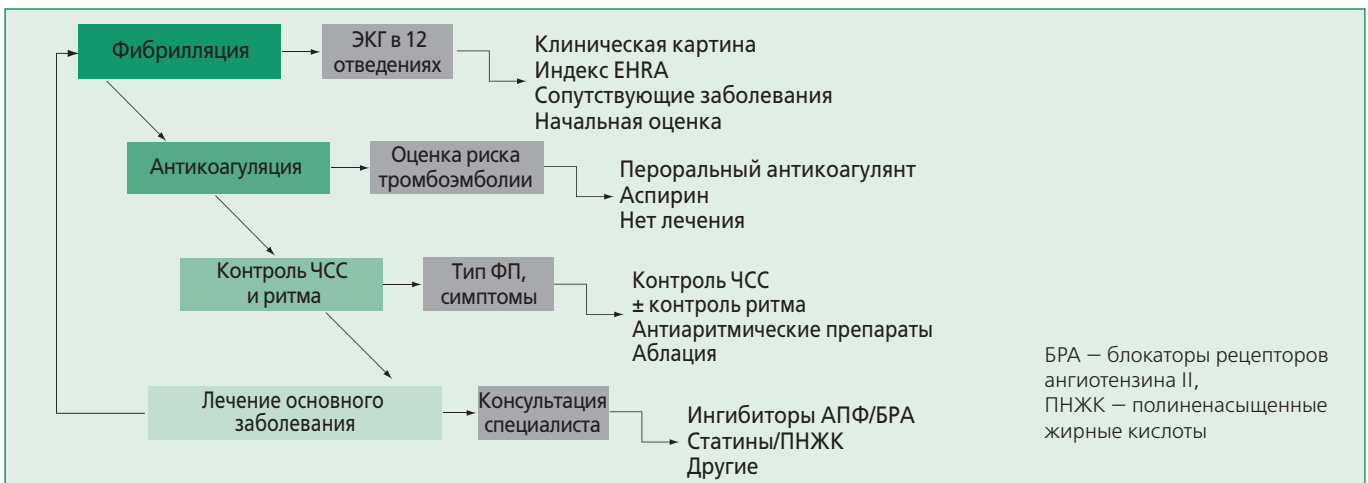 Фибрилляция
ЭКГ в 12
отведениях
Клиническая картина
Индекс EHRA
Сопутствующие заболевания
Начальная оценка
Антикоагуляция
Оценка риска
тромбоэмболии
Пероральный антикоагулянт
Аспирин
Нет лечения
Контроль ЧСС
и ритма
Тип ФП,
симптомы
Контроль ЧСС
± контроль ритма
Антиаритмические препараты
Аблация
Лечение основного
заболевания
Консультация
специалиста
Ингибиторы АПФ/БРА
Статины/ПНЖК
Другие
БРА — блокаторы рецепторов
ангиотензина II,
ПНЖК — полиненасыщенные
жирные кислоты